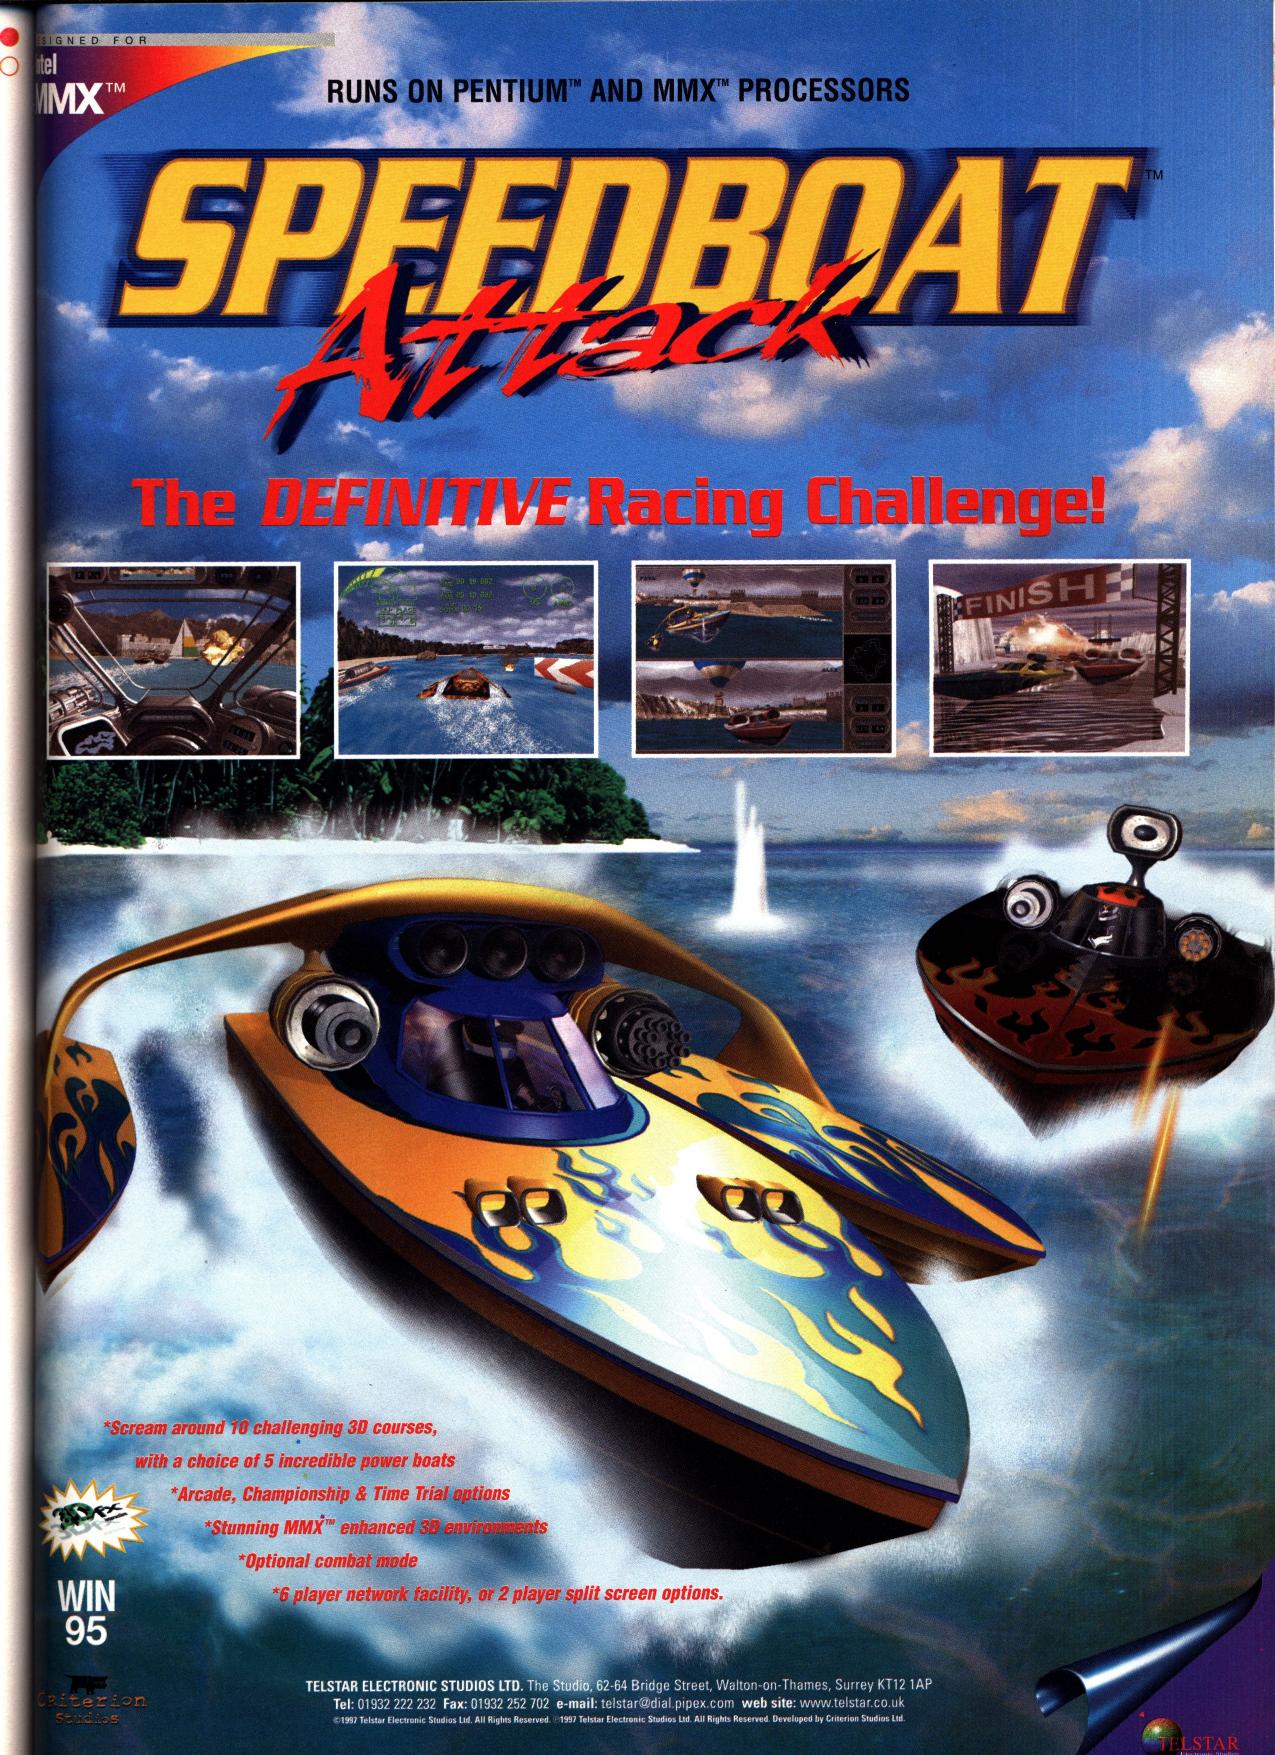 DESIGNED FOR
intel
MMX™
RUNS ON PENTIUM™ AND MMX™ PROCESSORS
SPEEDBOAT™
Attack
The DEFINITIVE Racing Challenge!
FINISH
*Scream around 10 challenging 3D courses,
with a choice of 5 incredible power boats
*Arcade, Championship & Time Trial options
*Stunning MMX™ enhanced 3D environments
*Optional combat mode
*6 player network facility, or 2 player split screen options.
3Dfx
WIN
95
Criterion
Studios
TELSTAR ELECTRONIC STUDIOS LTD. The Studio, 62-64 Bridge Street, Walton-on-Thames, Surrey KT12 1AP
Tel: 01932 222 232 Fax: 01932 252 702 e-mail: telstar@dial.pipex.com web site: www.telstar.co.uk
©1997 Telstar Electronic Studios Ltd. All Rights Reserved. ©1997 Telstar Electronic Studios Ltd. All Rights Reserved. Developed by Criterion Studios Ltd.
TELSTAR
Electronic Studios